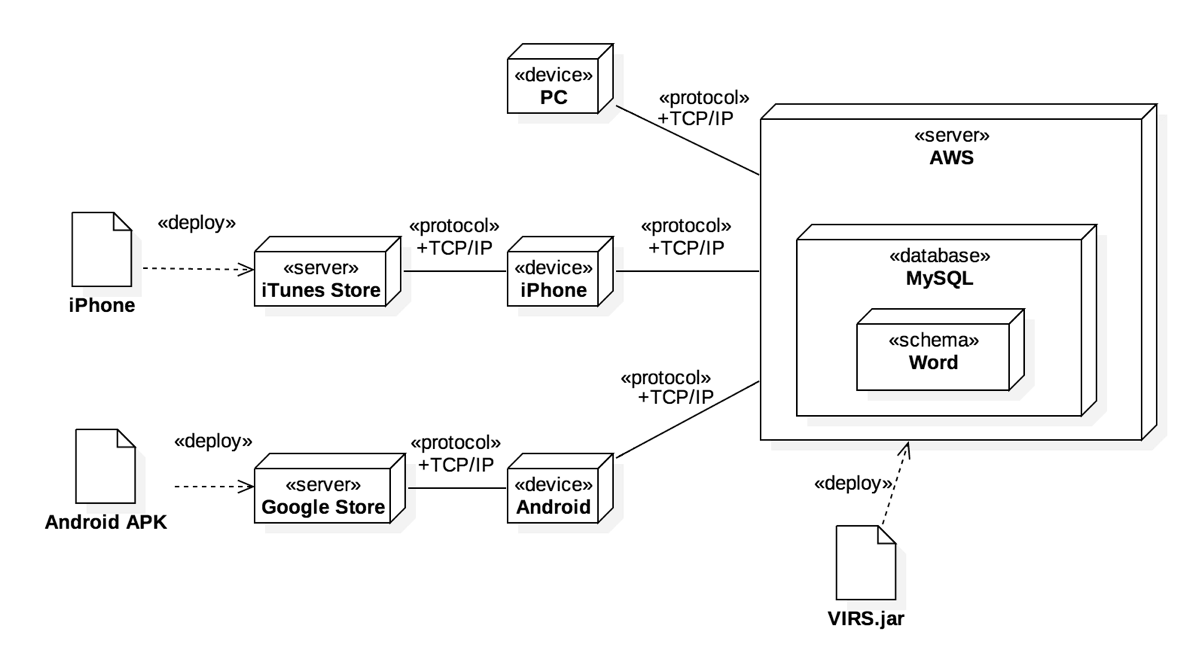 «device»
PC
«protocol»
+TCP/IP
«server»
AWS
«deploy»
iPhone
«server»
iTunes Store
«protocol»
+TCP/IP
«device»
iPhone
«protocol»
+TCP/IP
«database»
MySQL
«schema»
Word
«protocol»
+TCP/IP
«deploy»
Android APK
«server»
Google Store
«protocol»
+TCP/IP
«device»
Android
«deploy»
VIRS.jar